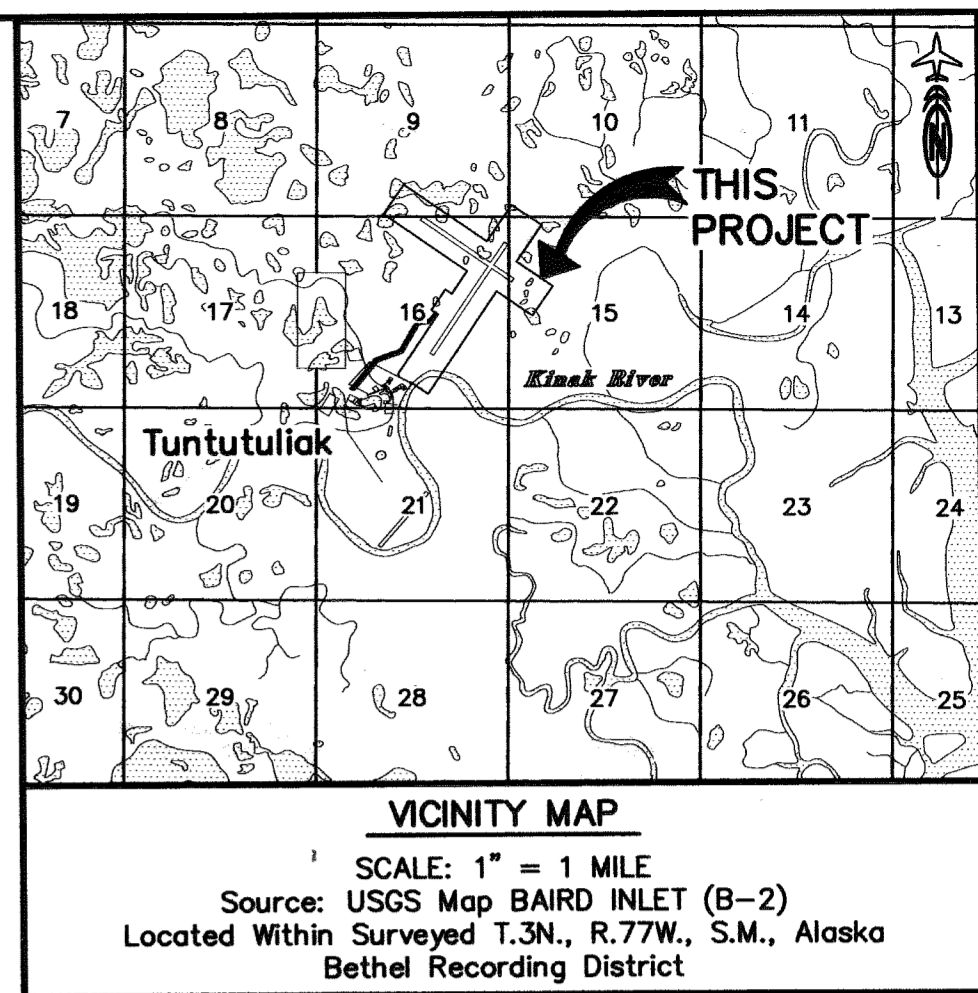 7 8 9 10 11
N
THIS
PROJECT
18 17 16 15 14 13
Kinak River
Tuntutuliak
19 20 21 22 23 24
30 29 28 27 26 25
VICINITY MAP
SCALE: 1" = 1 MILE
Source: USGS Map BAIRD INLET (B-2)
Located Within Surveyed T.3N., R.77W., S.M., Alaska
Bethel Recording District